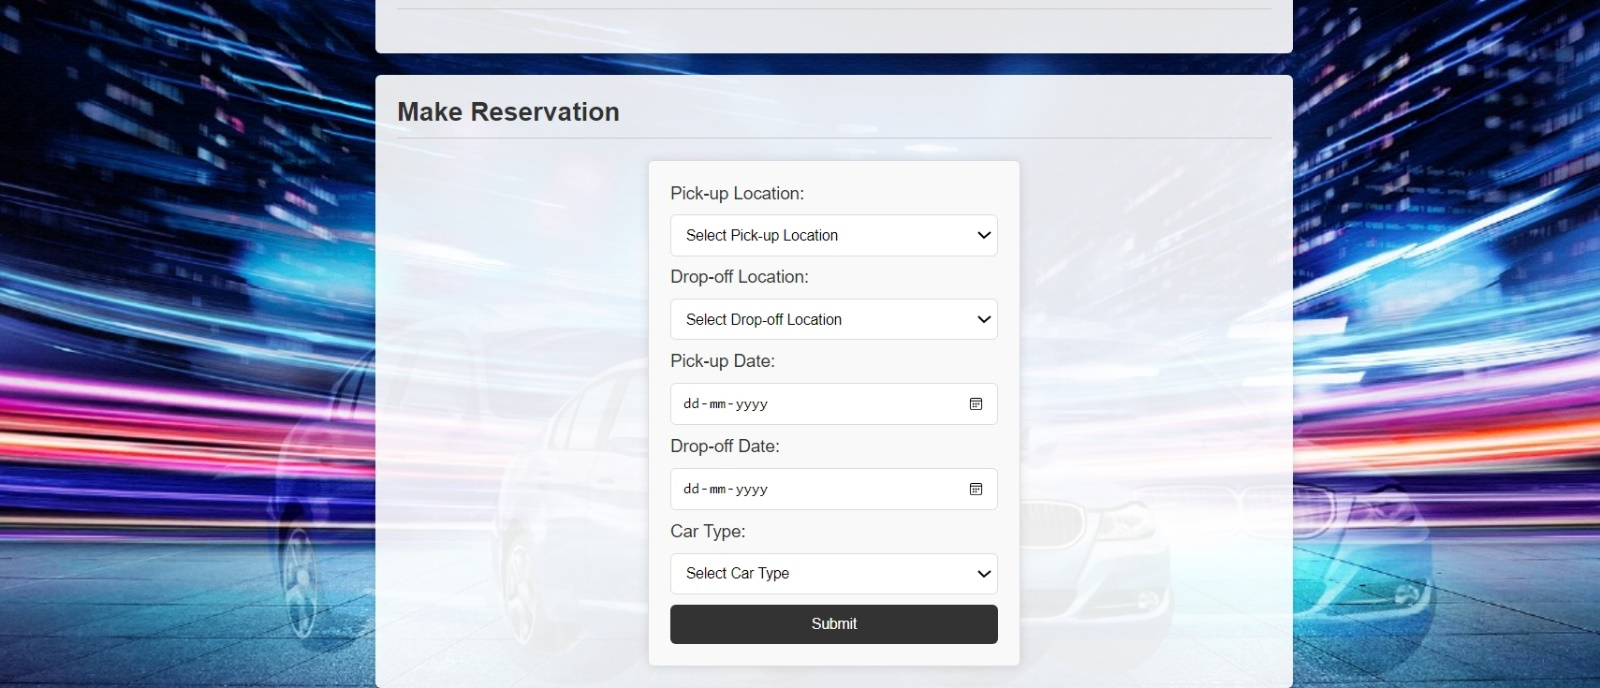 Make Reservation
Pick-up Location:
Select Pick-up Location
Drop-off Location:
Select Drop-off Location
Pick-up Date:
dd-mm-yyyy
Drop-off Date:
dd-mm-yyyy
Car Type:
Select Car Type
Submit